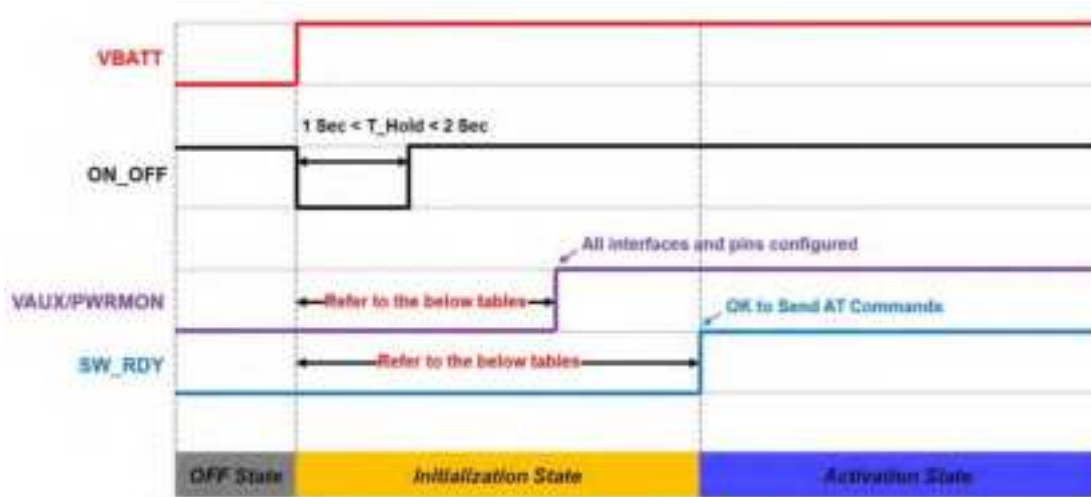 VBATT
1 Sec < T_Hold < 2 Sec
ON_OFF
All interfaces and pins configured
VAUX/PWRMON
Refer to the below tables
OK to Send AT Commands
SW_RDY
Refer to the below tables
OFF State
Initialization State
Activation State